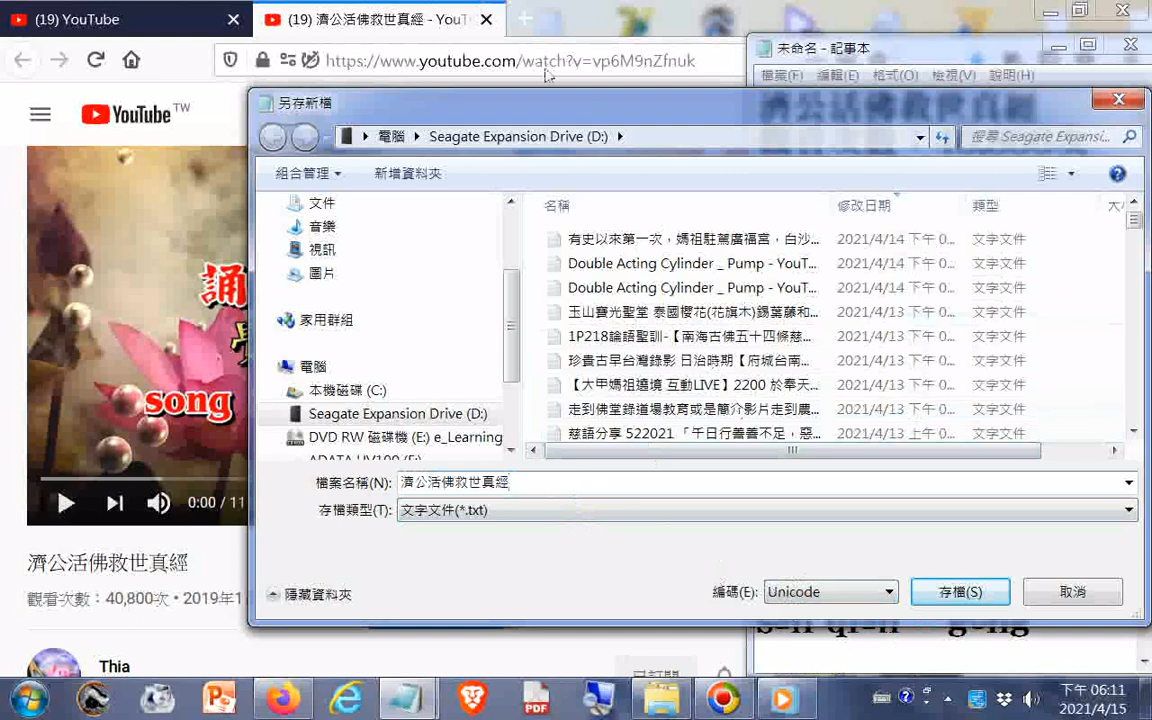 (19) YouTube
(19) 濟公活佛救世真經 - YouT
https://www.youtube.com/watch?v=vp6M9nZfnuk
未命名 - 記事本
檔案(F) 編輯(E) 格式(O) 檢視(V) 說明(H)
濟公活佛救世真經
YouTube TW
誦
song
0:00 / 11
濟公活佛救世真經
觀看次數：40,800次 • 2019年1
Thia
另存新檔
電腦 Seagate Expansion Drive (D:)
搜尋 Seagate Expansi...
組合管理 新增資料夾
文件
音樂
視訊
圖片
家用群組
電腦
本機磁碟 (C:)
Seagate Expansion Drive (D:)
DVD RW 磁碟機 (E:) e_Learning
名稱 修改日期 類型 大
有史以來第一次，媽祖駐駕廣福宮，白沙... 2021/4/14 下午 0... 文字文件
Double Acting Cylinder _ Pump - YouT... 2021/4/14 下午 0... 文字文件
Double Acting Cylinder _ Pump - YouT... 2021/4/14 下午 0... 文字文件
玉山寶光聖堂 泰國櫻花(花旗木)錫葉藤和... 2021/4/14 下午 0... 文字文件
1P218論語聖訓-【南海古佛五十四條慈... 2021/4/14 下午 0... 文字文件
珍貴古早台灣錄影 日治時期【府城台南... 2021/4/13 下午 0... 文字文件
【大甲媽祖遶境 互動LIVE】2200 於奉天... 2021/4/13 下午 0... 文字文件
走到佛堂錄道場教育或是簡介影片走到農... 2021/4/13 下午 0... 文字文件
慈語分享 522021 「千日行善善不足，惡... 2021/4/13 上午 0... 文字文件
檔案名稱(N): 濟公活佛救世真經
存檔類型(T): 文字文件(*.txt)
隱藏資料夾
編碼(E): Unicode 存檔(S) 取消
PDF
下午 06:11
2021/4/15